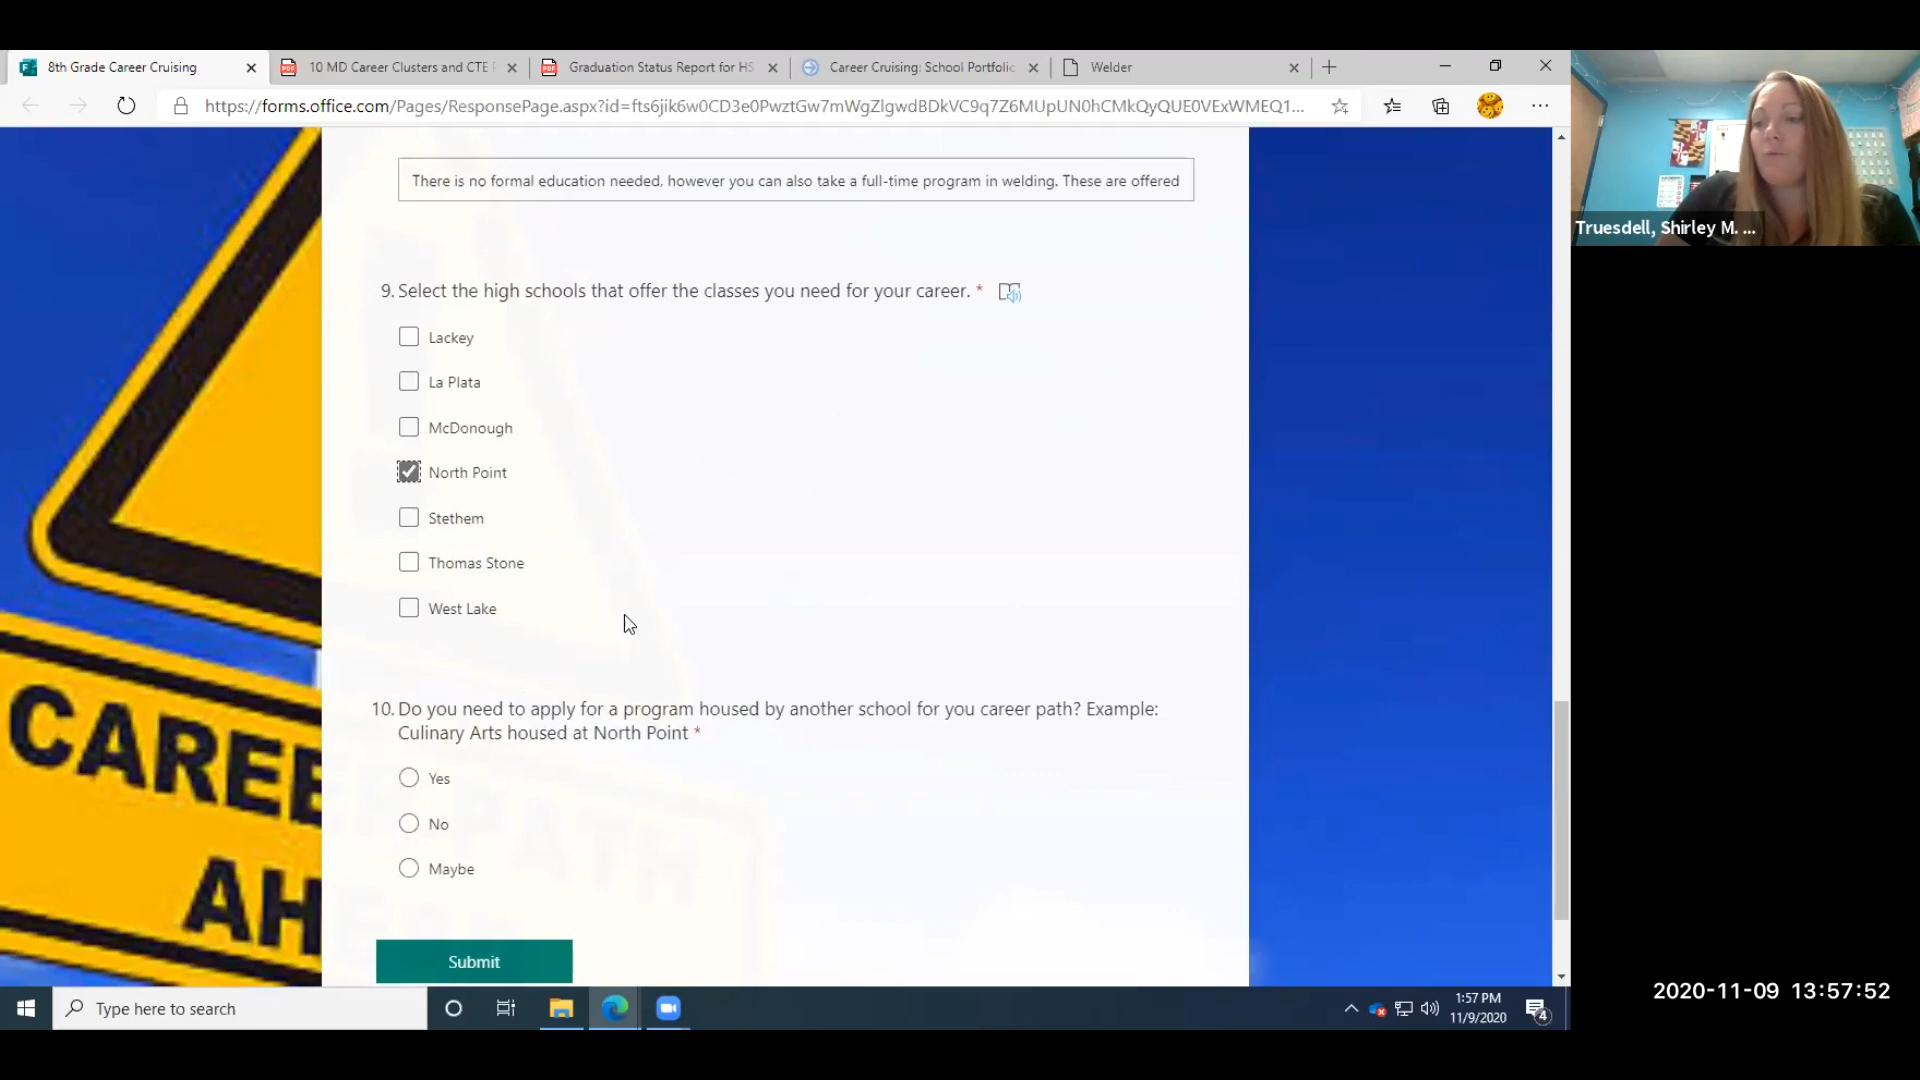 8th Grade Career Cruising
10 MD Career Clusters and CTE
Graduation Status Report for HS
Career Cruising: School Portfolio
Welder
https://forms.office.com/Pages/ResponsePage.aspx?id=fts6jik6w0CD3e0PwztGw7mWgZlgwdBDkVC9q7Z6MUpUN0hCMkQyQUE0VExWMEQ1...
There is no formal education needed, however you can also take a full-time program in welding. These are offered
9. Select the high schools that offer the classes you need for your career. *
Lackey
La Plata
McDonough
North Point
Stethem
Thomas Stone
West Lake
10. Do you need to apply for a program housed by another school for you career path? Example:
Culinary Arts housed at North Point *
Yes
No
Maybe
Submit
CAREER PATH
AHEAD
Truesdell, Shirley M. ...
Type here to search
1:57 PM
11/9/2020
4
2020-11-09 13:57:52